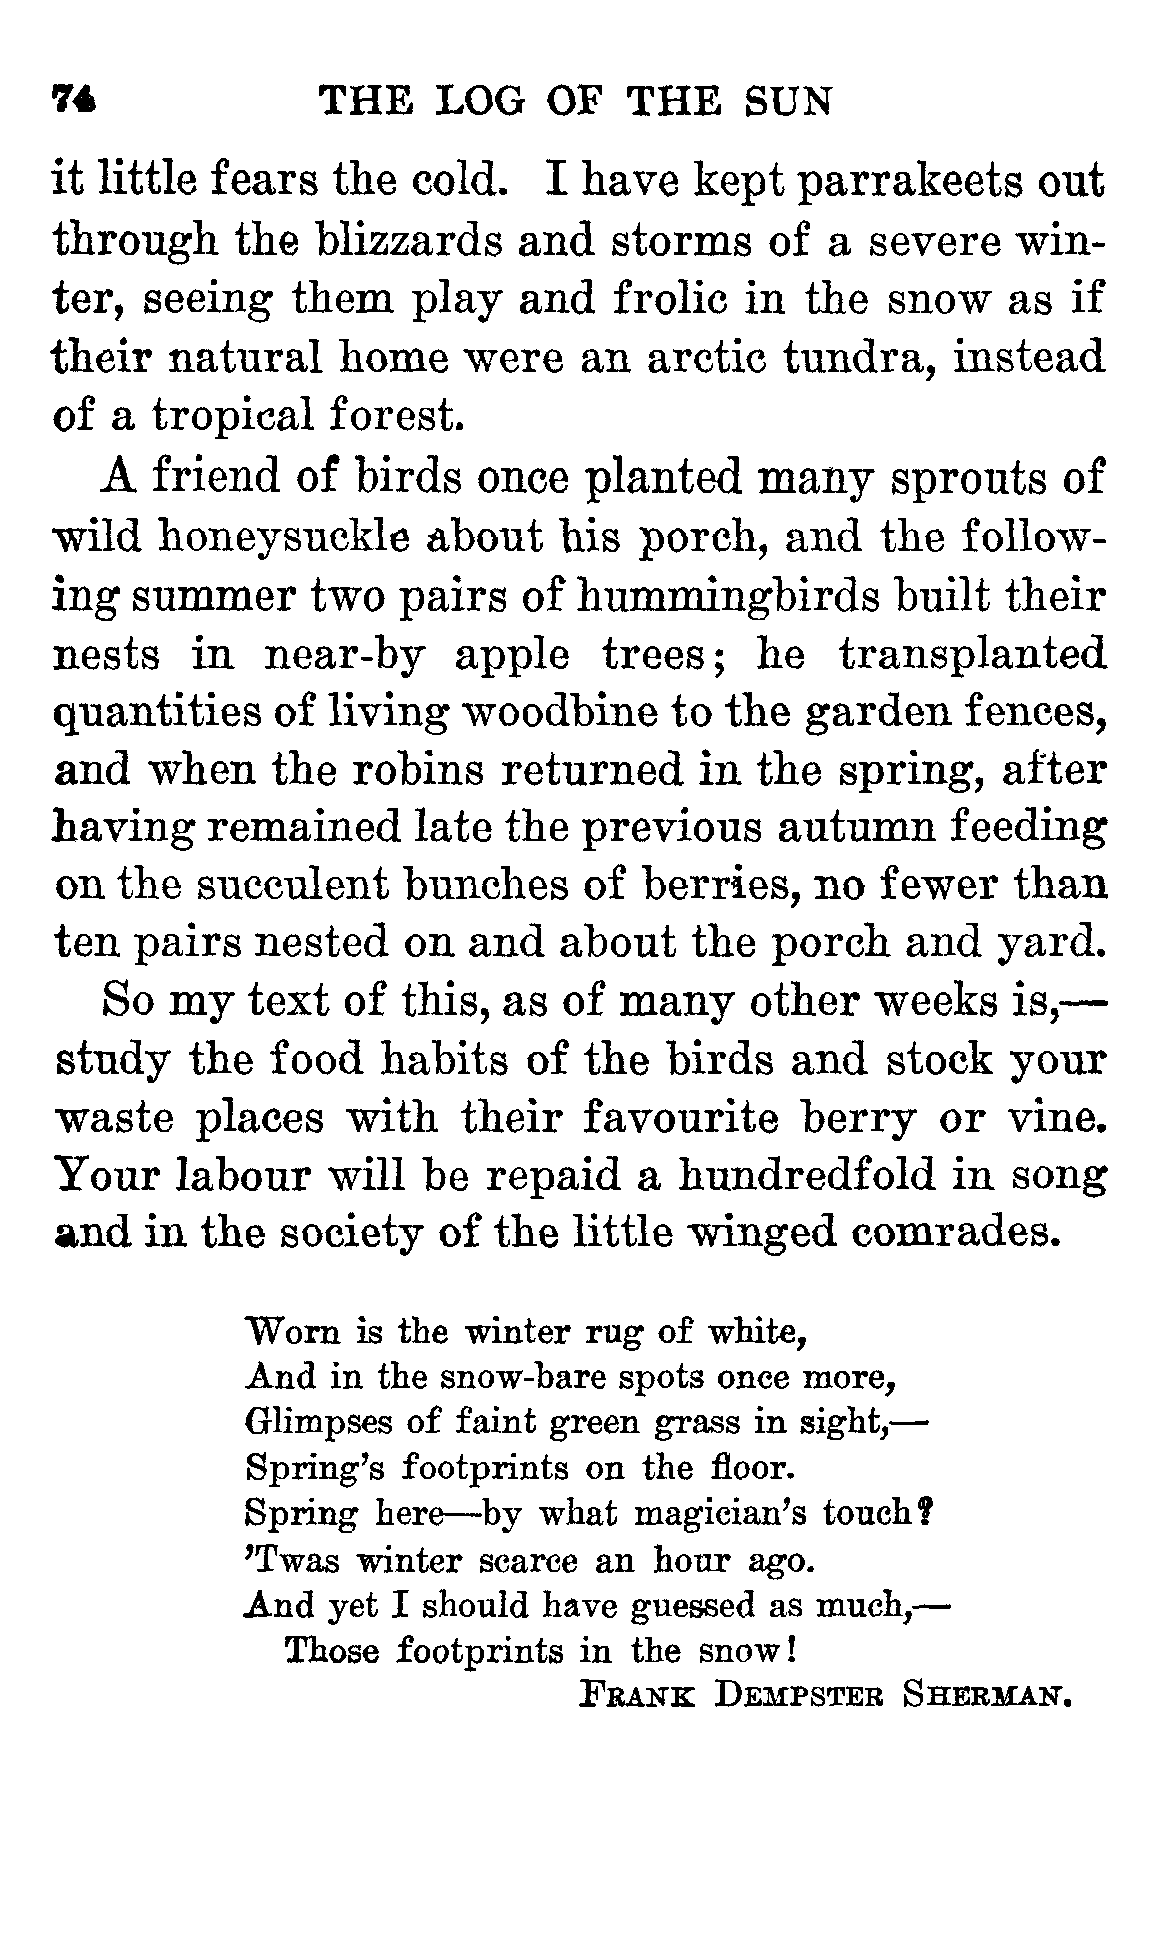 74 THE LOG OF THE SUN
it little fears the cold. I have kept parrakeets out
through the blizzards and storms of a severe win-
ter, seeing them play and frolic in the snow as if
their natural home were an arctic tundra, instead
of a tropical forest.
A friend of birds once planted many sprouts of
wild honeysuckle about his porch, and the follow-
ing summer two pairs of hummingbirds built their
nests in near-by apple trees; he transplanted
quantities of living woodbine to the garden fences,
and when the robins returned in the spring, after
having remained late the previous autumn feeding
on the succulent bunches of berries, no fewer than
ten pairs nested on and about the porch and yard.
So my text of this, as of many other weeks is,—
study the food habits of the birds and stock your
waste places with their favourite berry or vine.
Your labour will be repaid a hundredfold in song
and in the society of the little winged comrades.
Worn is the winter rug of white,
And in the snow-bare spots once more,
Glimpses of faint green grass in sight,—
Spring's footprints on the floor.
Spring here—by what magician's touch?
'Twas winter scarce an hour ago.
And yet I should have guessed as much,—
Those footprints in the snow!
FRANK DEMPSTER SHERMAN.